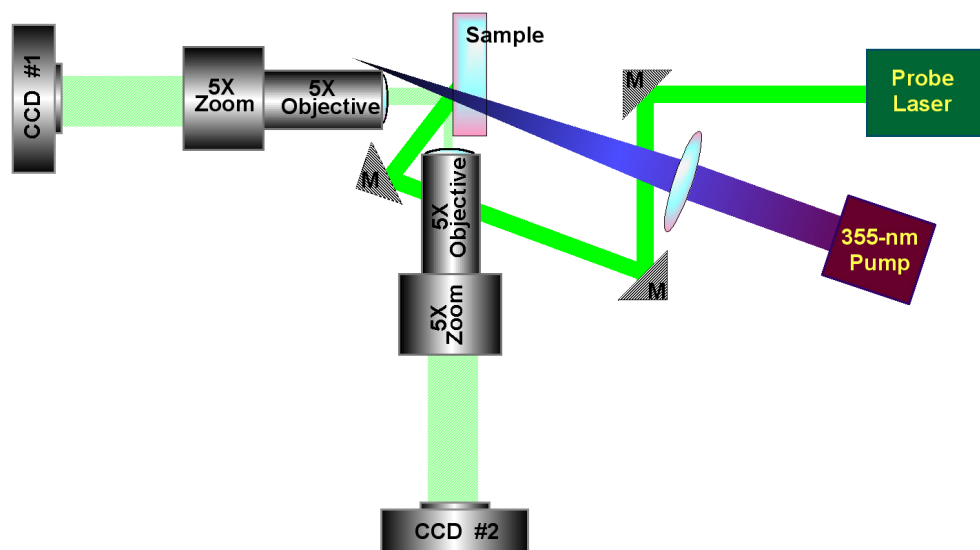 CCD #1
5X
Zoom
5X
Objective
Sample
M
Probe
Laser
M
5X
Objective
355-nm
Pump
M
5X
Zoom
CCD #2